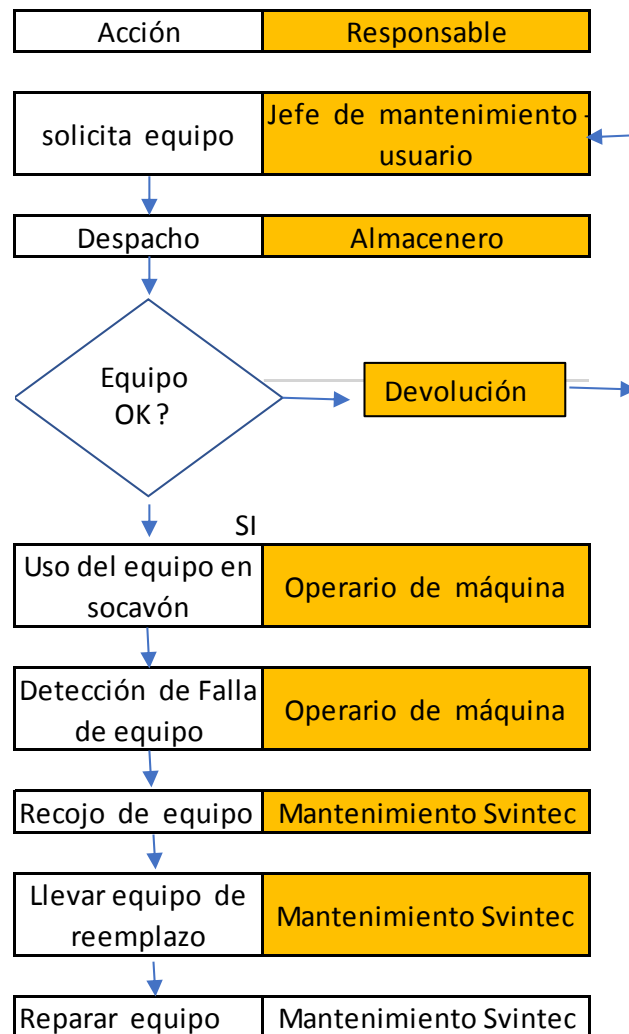 Acción Responsable
solicita equipo Jefe de mantenimiento -
usuario
Despacho Almacenero
Equipo
OK ?
Devolución
SI
Uso del equipo en
socavón
Operario de máquina
Detección de Falla
de equipo
Operario de máquina
Recojo de equipo Mantenimiento Svintec
Llevar equipo de
reemplazo
Mantenimiento Svintec
Reparar equipo Mantenimiento Svintec